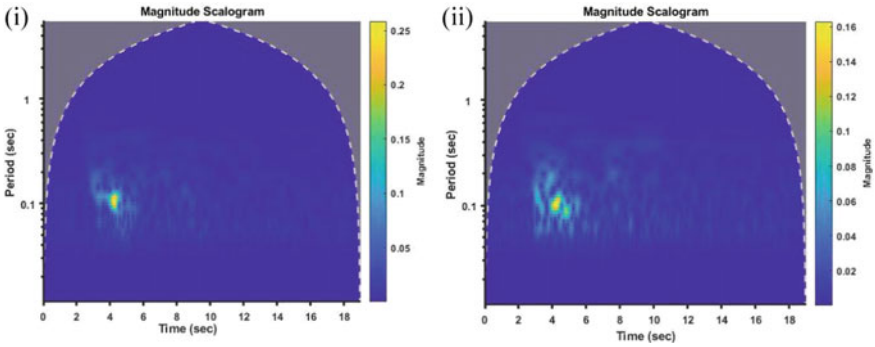 (i)
Magnitude Scalogram
Period (sec)
1
0.1
0 2 4 6 8 10 12 14 16 18
Time (sec)
0.25
0.2
0.15
0.1
0.05
Magnitude
(ii)
Magnitude Scalogram
Period (sec)
1
0.1
0 2 4 6 8 10 12 14 16 18
Time (sec)
0.16
0.14
0.12
0.1
0.08
0.06
0.04
0.02
Magnitude